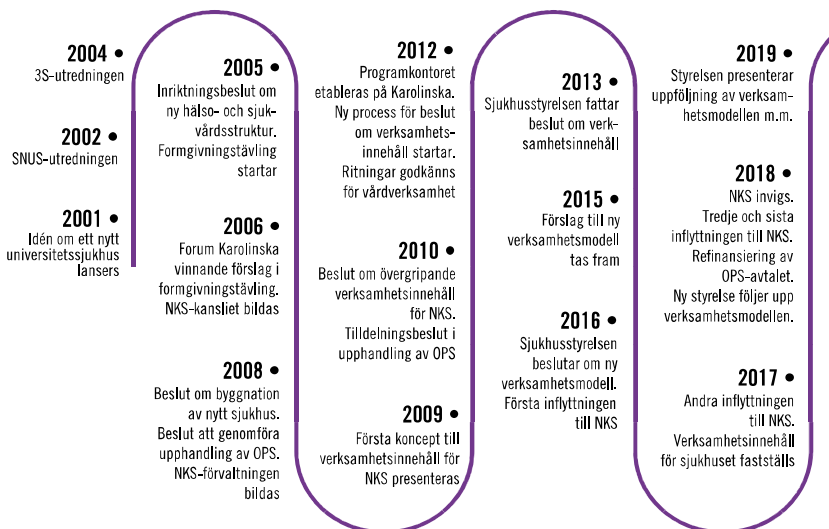 2004
3S-utredningen
2002
SNUS-utredningen
2001
Idén om ett nytt
universitetssjukhus
lansers
2005
Inriktningsbeslut om
ny hälso- och sjuk-
vårdsstruktur.
Formgivningstävling
startar
2006
Forum Karolinska
vinnande förslag i
formgivningstävling.
NKS-kansliet bildas
2008
Beslut om byggnation
av nytt sjukhus.
Beslut att genomföra
upphandling av OPS.
NKS-förvaltningen
bildas
2012
Programkontoret
etableras på Karolinska.
Ny process för beslut
om verksamhets-
innehåll startar.
Ritningar godkänns
för vårdverksamhet
2010
Beslut om övergripande
verksamhetsinnehåll
för NKS.
Tilldelningsbeslut i
upphandling av OPS
2009
Första koncept till
verksamhetsinnehåll för
NKS presenteras
2013
Sjukhusstyrelsen fattar
beslut om verk-
samhetsinnehåll
2015
Förslag till ny
verksamhetsmodell
tas fram
2016
Sjukhusstyrelsen
beslutar om ny
verksamhetsmodell.
Första inflyttningen
till NKS
2019
Styrelsen presenterar
uppföljning av verksam-
hetsmodellen m.m.
2018
NKS invigs.
Tredje och sista
inflyttningen till NKS.
Refinansiering av
OPS-avtalet.
Ny styrelse följer upp
verksamhetsmodellen.
2017
Andra inflyttningen
till NKS.
Verksamhetsinnehåll
för sjukhuset fastställs